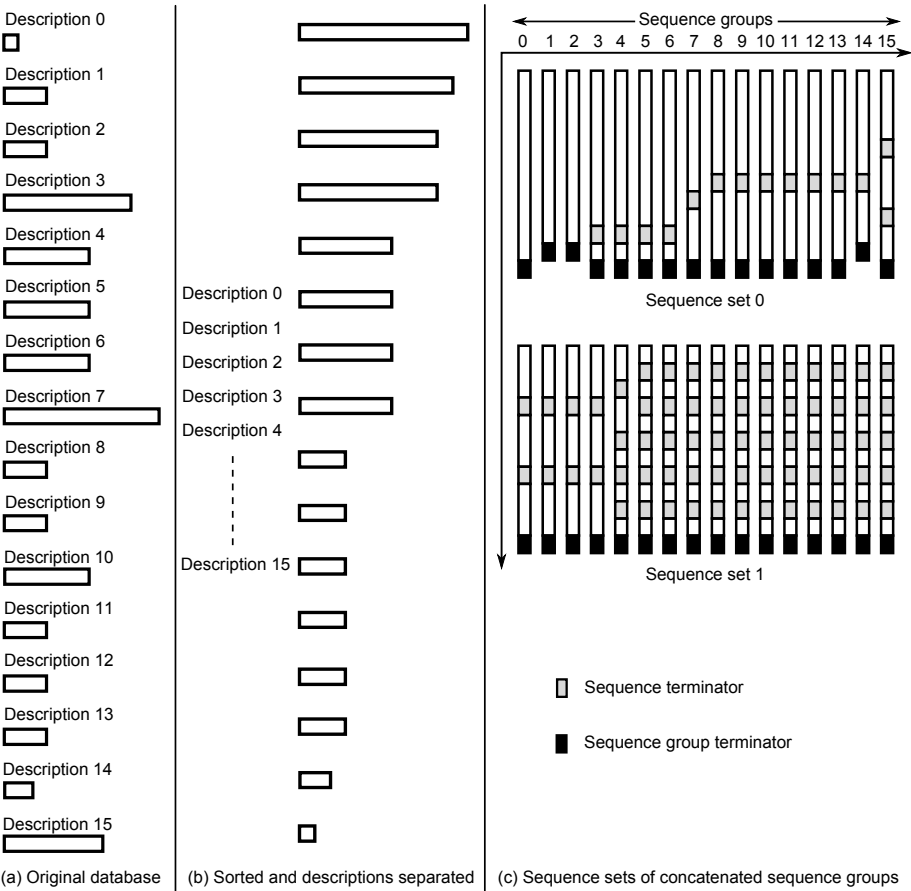 Description 0
Description 1
Description 2
Description 3
Description 4
Description 5
Description 6
Description 7
Description 8
Description 9
Description 10
Description 11
Description 12
Description 13
Description 14
Description 15
(a) Original database
Description 0
Description 1
Description 2
Description 3
Description 4
Description 15
(b) Sorted and descriptions separated
Sequence groups
0 1 2 3 4 5 6 7 8 9 10 11 12 13 14 15
Sequence set 0
Sequence set 1
Sequence terminator
Sequence group terminator
(c) Sequence sets of concatenated sequence groups